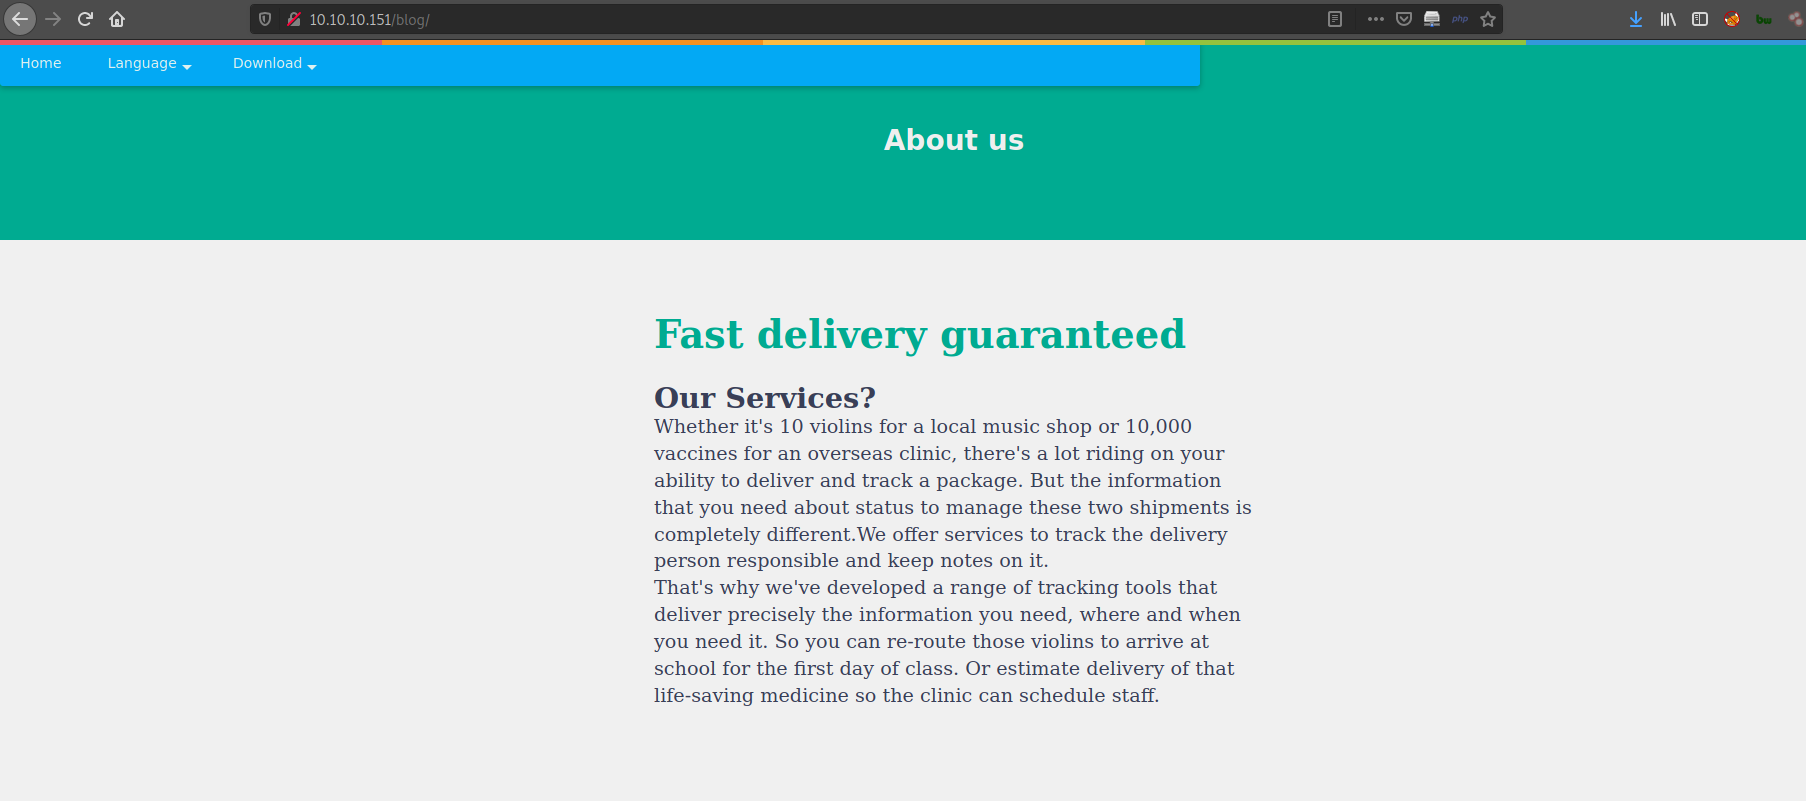 10.10.10.151/blog/
php
bw
Home Language Download
About us
Fast delivery guaranteed
Our Services?
Whether it's 10 violins for a local music shop or 10,000
vaccines for an overseas clinic, there's a lot riding on your
ability to deliver and track a package. But the information
that you need about status to manage these two shipments is
completely different.We offer services to track the delivery
person responsible and keep notes on it.
That's why we've developed a range of tracking tools that
deliver precisely the information you need, where and when
you need it. So you can re-route those violins to arrive at
school for the first day of class. Or estimate delivery of that
life-saving medicine so the clinic can schedule staff.